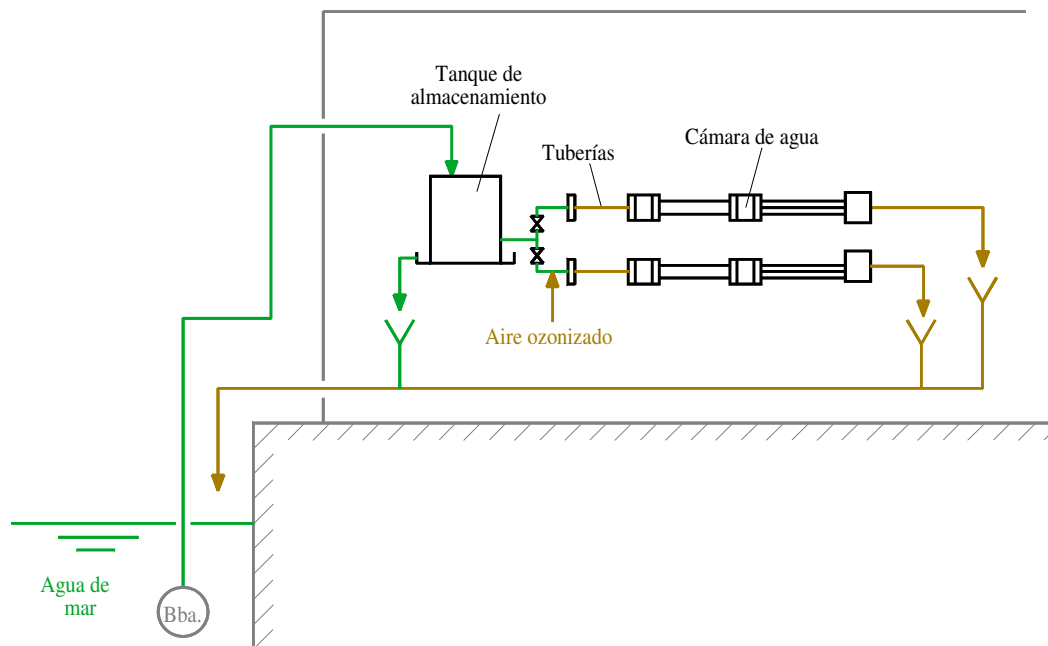 Tanque de
almacenamiento
Cámara de agua
Tuberías
Aire ozonizado
Agua de
mar
Bba.